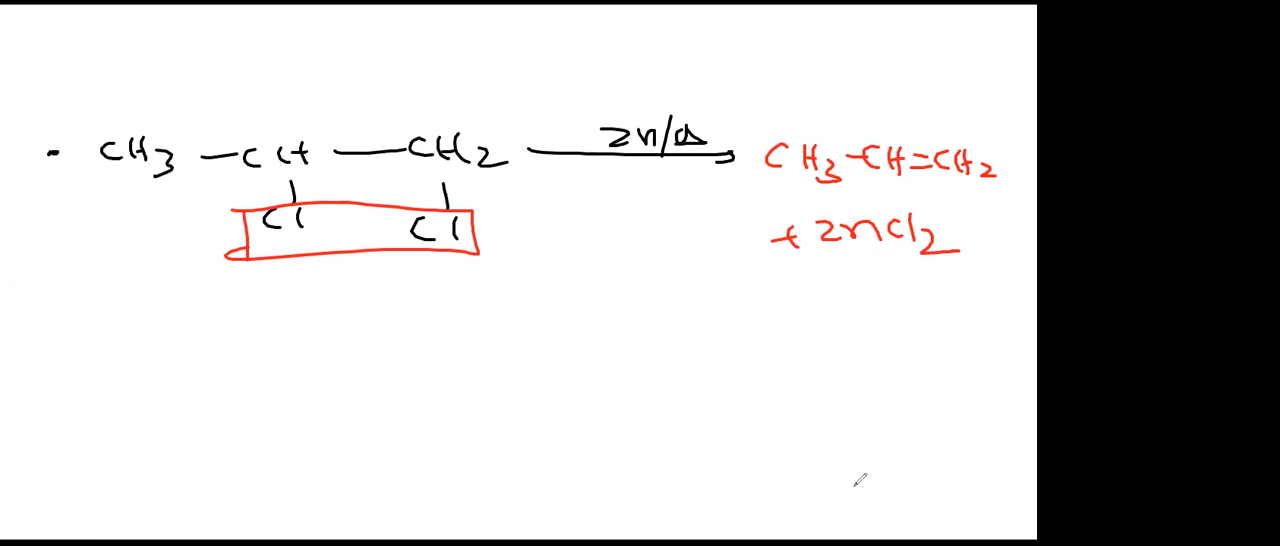 - CH3 — CH — CH2 —Zn/Δ→ CH3-CH=CH2
Cl Cl + ZnCl2